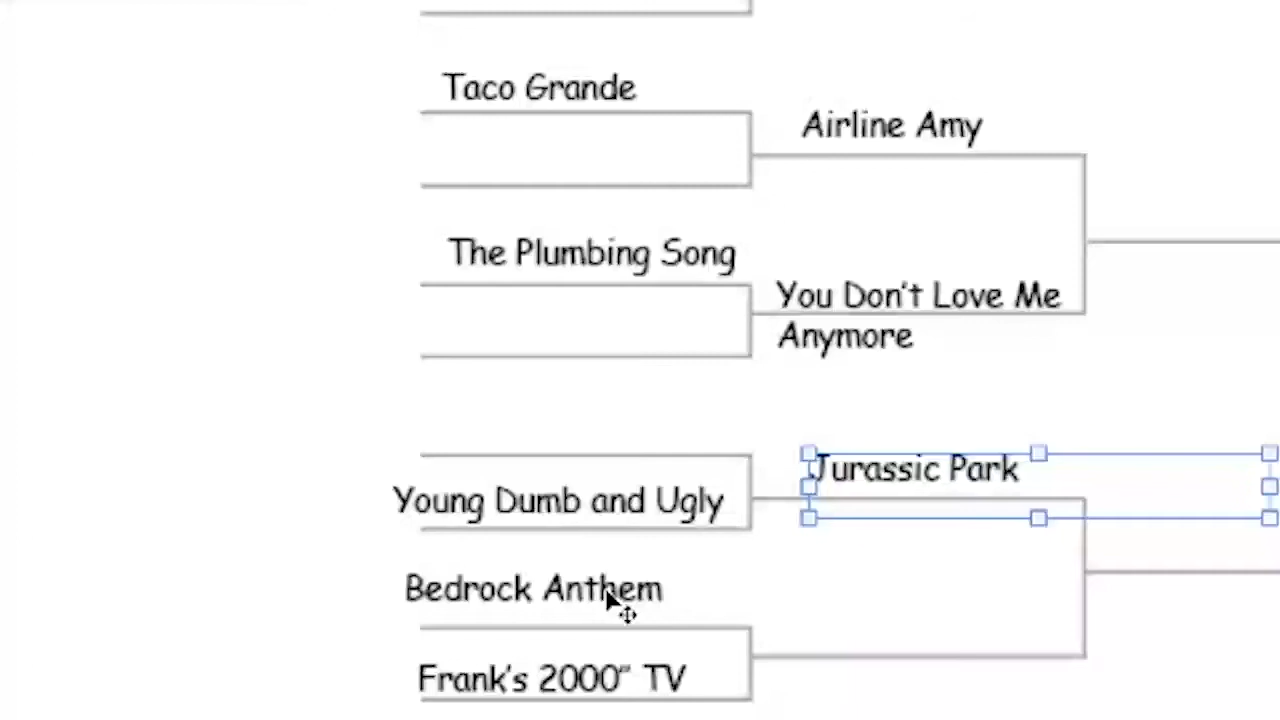 Taco Grande
Airline Amy
The Plumbing Song
You Don't Love Me
Anymore
Jurassic Park
Young Dumb and Ugly
Bedrock Anthem
Frank's 2000" TV